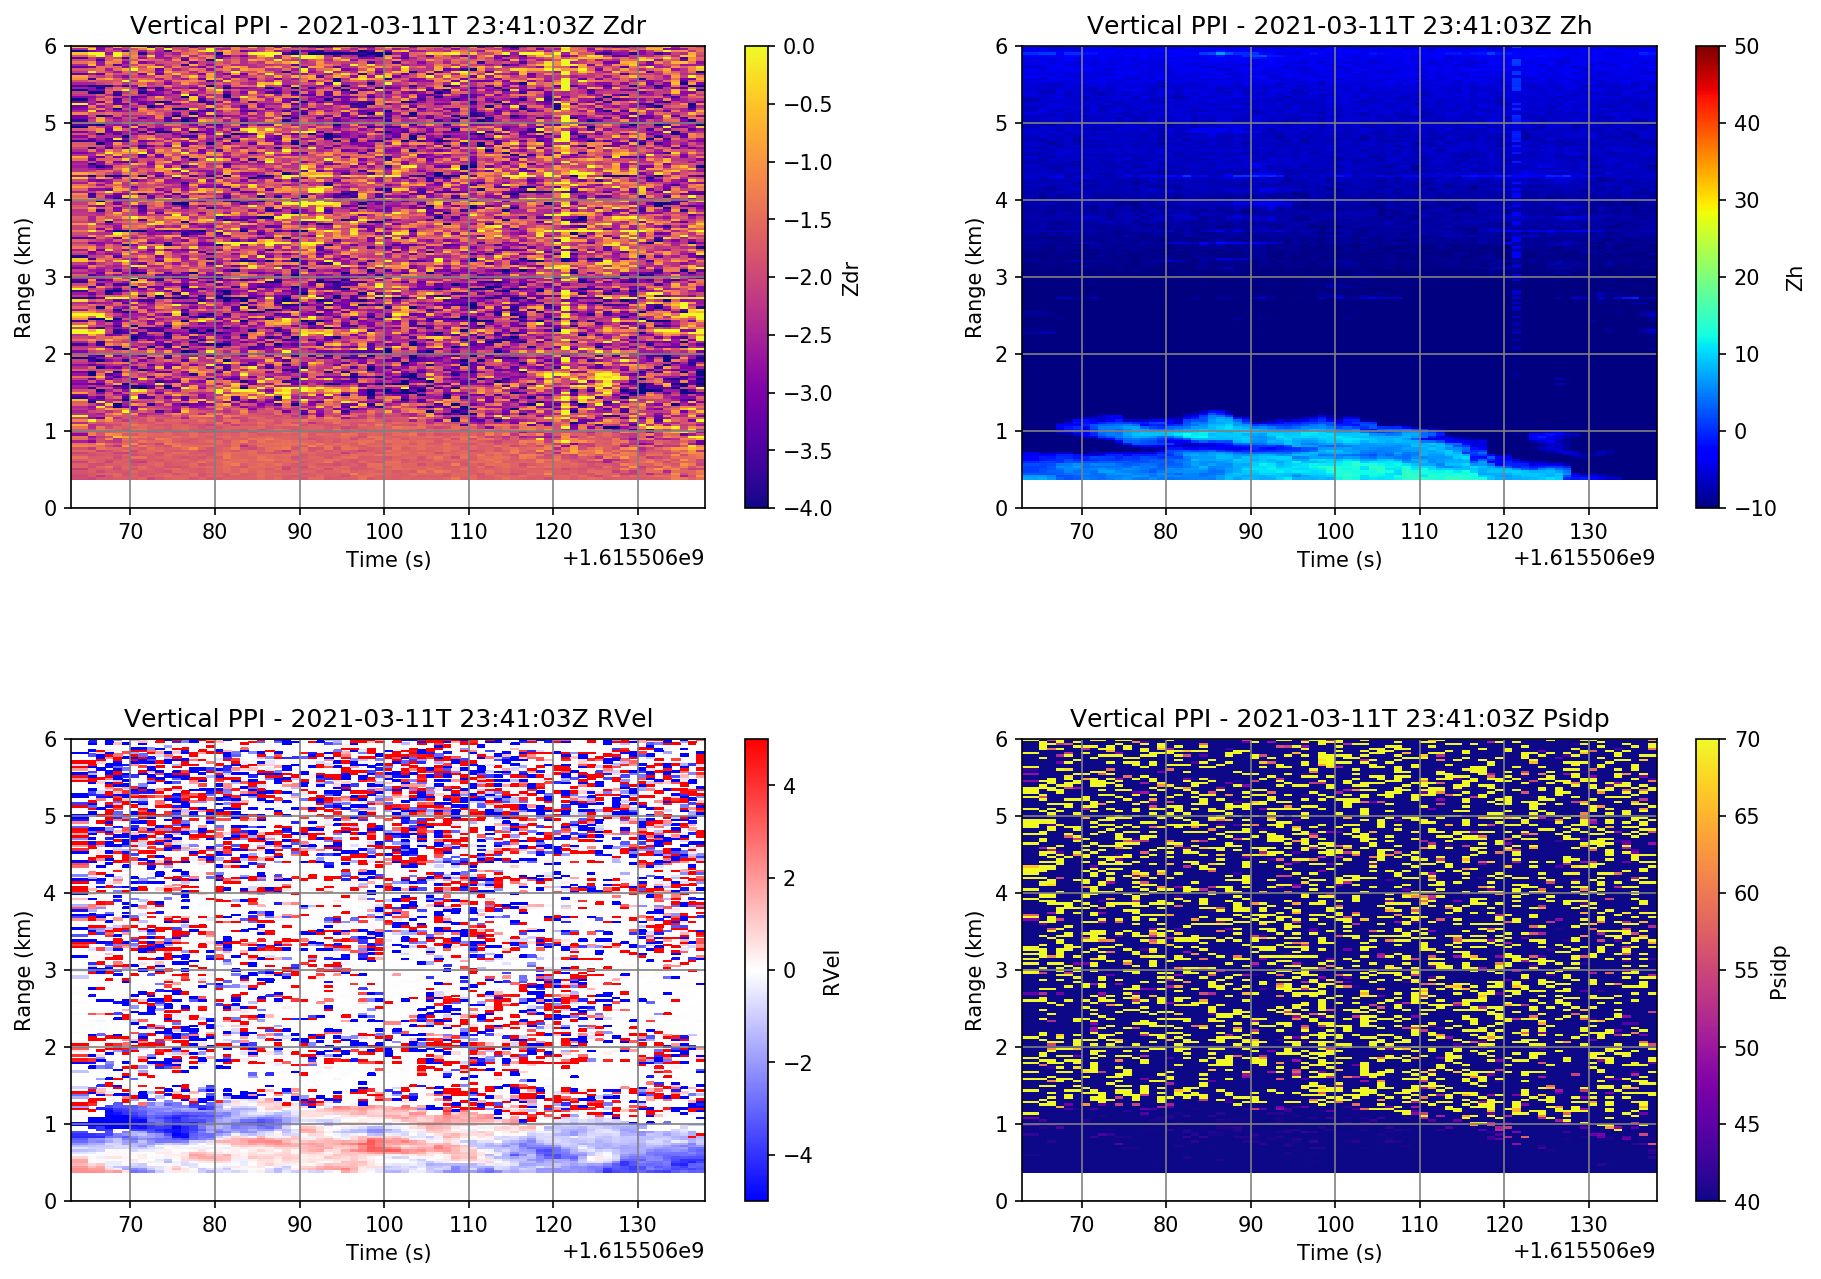 Vertical PPI - 2021-03-11T 23:41:03Z Zdr
6
5
4
3
2
1
0
Range (km)
70 80 90 100 110 120 130
Time (s)
+1.615506e9
0.0
−0.5
−1.0
−1.5
−2.0
−2.5
−3.0
−3.5
−4.0
Zdr
Vertical PPI - 2021-03-11T 23:41:03Z Zh
6
5
4
3
2
1
0
Range (km)
70 80 90 100 110 120 130
Time (s)
+1.615506e9
50
40
30
20
10
0
−10
Zh
Vertical PPI - 2021-03-11T 23:41:03Z RVel
6
5
4
3
2
1
0
Range (km)
70 80 90 100 110 120 130
Time (s)
+1.615506e9
4
2
0
−2
−4
RVel
Vertical PPI - 2021-03-11T 23:41:03Z Psidp
6
5
4
3
2
1
0
Range (km)
70 80 90 100 110 120 130
Time (s)
+1.615506e9
70
65
60
55
50
45
40
Psidp